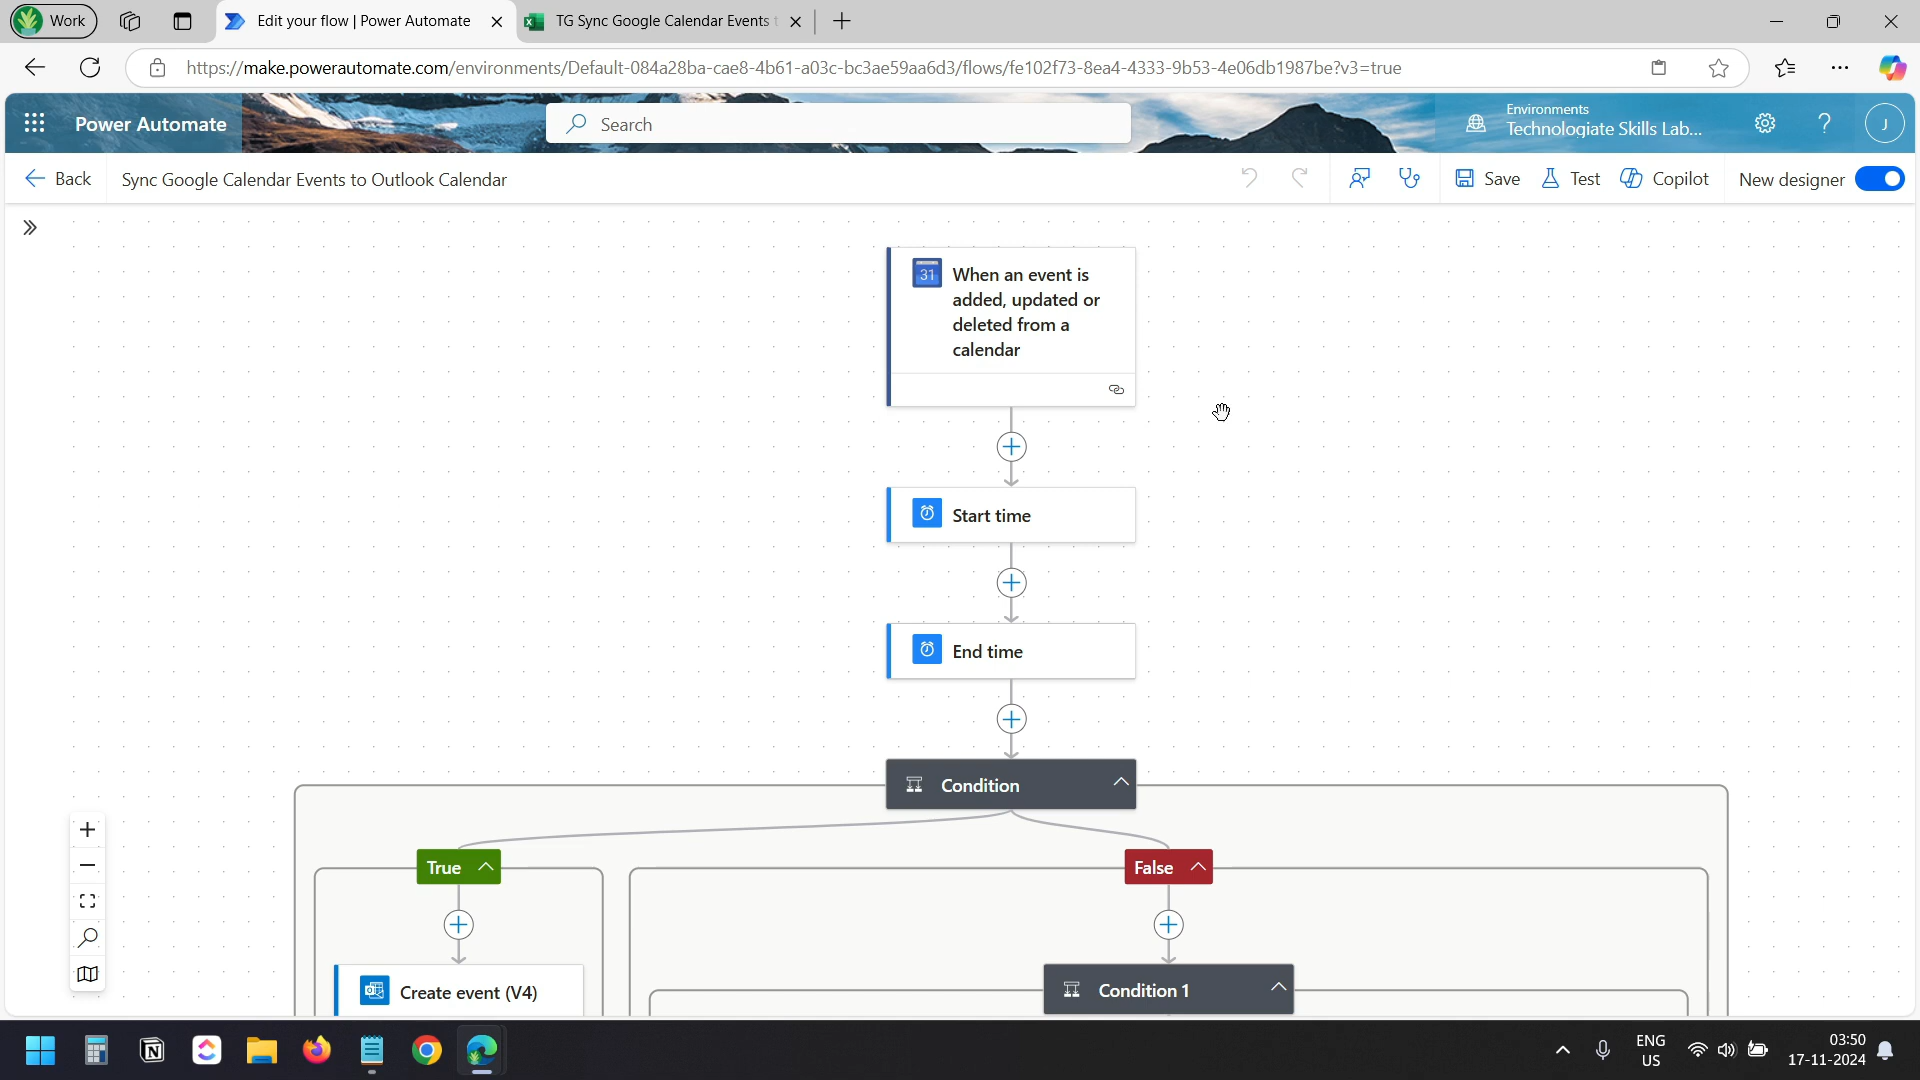 Work
Edit your flow | Power Automate
TG Sync Google Calendar Events
https://make.powerautomate.com/environments/Default-084a28ba-cae8-4b61-a03c-bc3ae59aa6d3/flows/fe102f73-8ea4-4333-9b53-4e06db1987be?v3=true
Power Automate
Search
Environments
Technologiate Skills Lab...
?
J
Back
Sync Google Calendar Events to Outlook Calendar
Save
Test
Copilot
New designer
31
When an event is
added, updated or
deleted from a
calendar
Start time
End time
Condition
True
False
Create event (V4)
Condition 1
ENG
US
03:50
17-11-2024